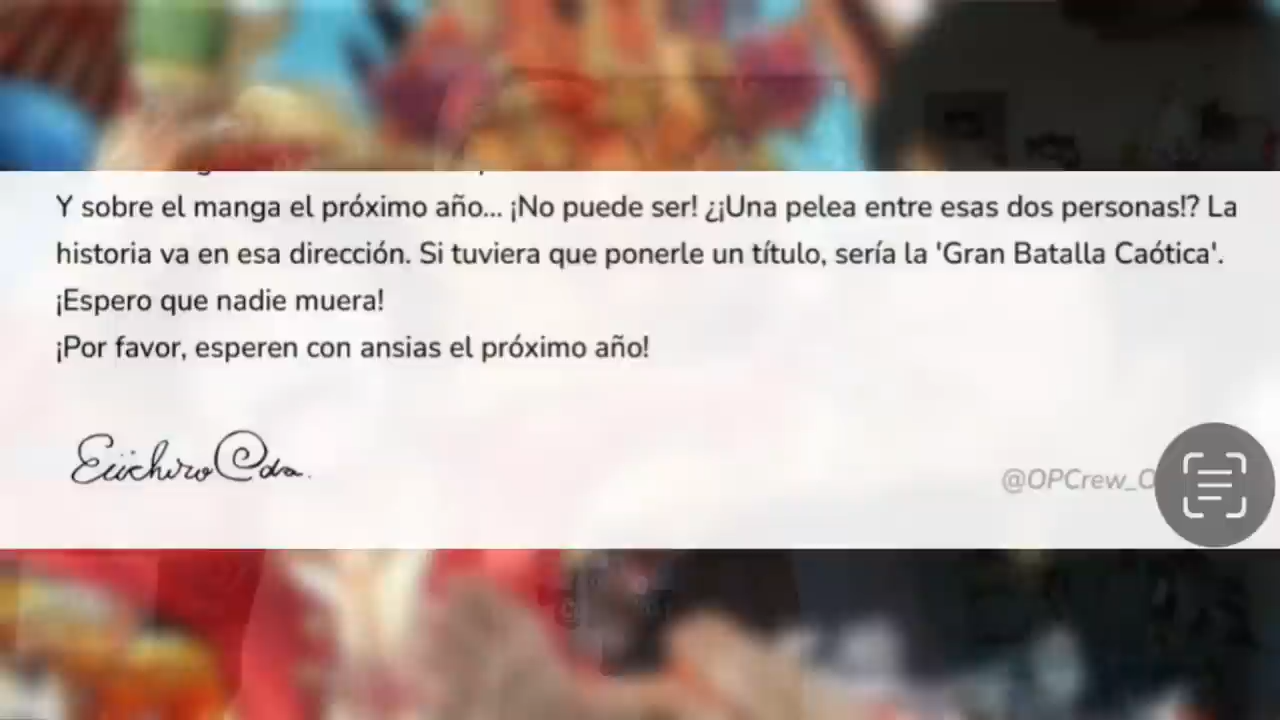 Y sobre el manga el próximo año... ¡No puede ser! ¿¡Una pelea entre esas dos personas!? La
historia va en esa dirección. Si tuviera que ponerle un título, sería la 'Gran Batalla Caótica'.
¡Espero que nadie muera!
¡Por favor, esperen con ansias el próximo año!
Eiichiro Oda.
@OPCrew_